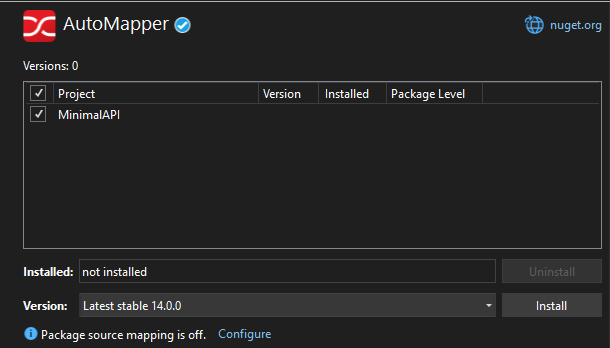 AutoMapper nuget.org
Versions: 0
Project Version Installed Package Level
MinimalAPI
Installed: not installed Uninstall
Version: Latest stable 14.0.0 Install
Package source mapping is off. Configure